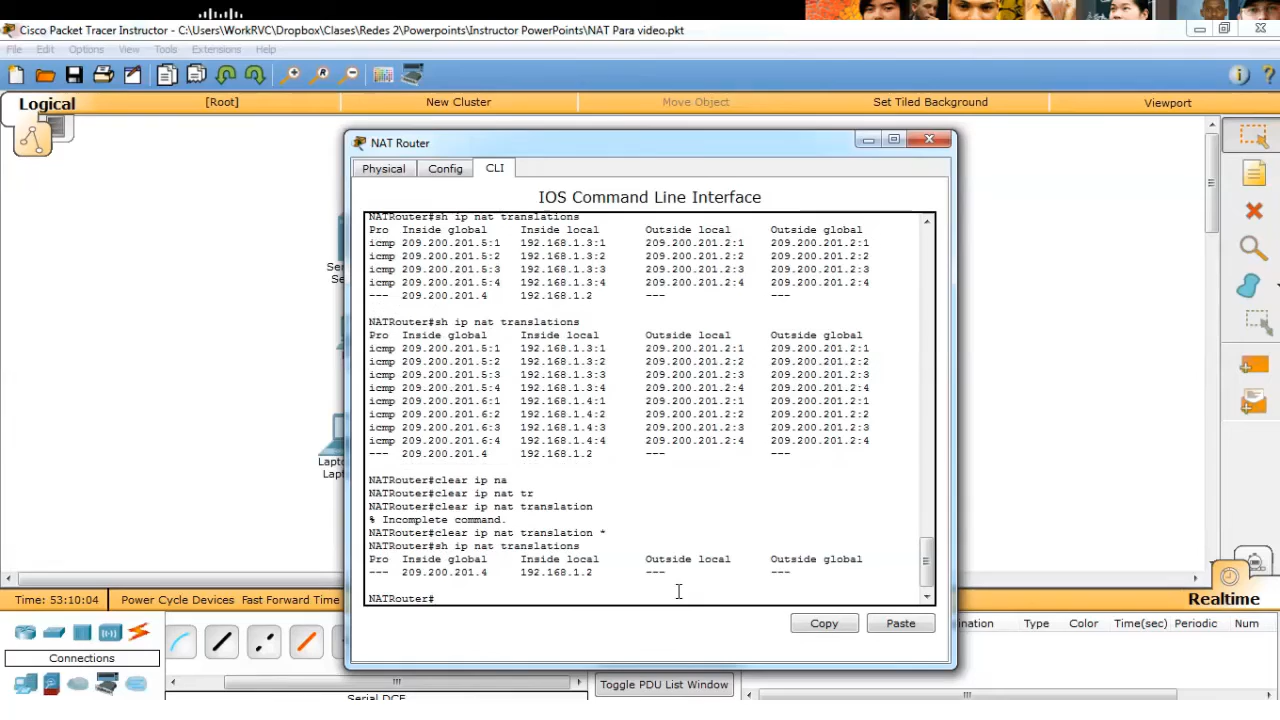 Cisco Packet Tracer Instructor - C:\Users\WorkRVC\Dropbox\Clases\Redes 2\Powerpoints\Instructor PowerPoints\NAT Para video.pkt
File Edit Options View Tools Extensions Help
Logical [Root] New Cluster Move Object Set Tiled Background Viewport
NAT Router
Physical Config CLI
IOS Command Line Interface
NATRouter#sh ip nat translations
Pro Inside global Inside local Outside local Outside global
icmp 209.200.201.5:1 192.168.1.3:1 209.200.201.2:1 209.200.201.2:1
icmp 209.200.201.5:2 192.168.1.3:2 209.200.201.2:2 209.200.201.2:2
icmp 209.200.201.5:3 192.168.1.3:3 209.200.201.2:3 209.200.201.2:3
icmp 209.200.201.5:4 192.168.1.3:4 209.200.201.2:4 209.200.201.2:4
--- 209.200.201.4 192.168.1.2 --- ---
NATRouter#sh ip nat translations
Pro Inside global Inside local Outside local Outside global
icmp 209.200.201.5:1 192.168.1.3:1 209.200.201.2:1 209.200.201.2:1
icmp 209.200.201.5:2 192.168.1.3:2 209.200.201.2:2 209.200.201.2:2
icmp 209.200.201.5:3 192.168.1.3:3 209.200.201.2:3 209.200.201.2:3
icmp 209.200.201.5:4 192.168.1.3:4 209.200.201.2:4 209.200.201.2:4
icmp 209.200.201.6:1 192.168.1.4:1 209.200.201.2:1 209.200.201.2:1
icmp 209.200.201.6:2 192.168.1.4:2 209.200.201.2:2 209.200.201.2:2
icmp 209.200.201.6:3 192.168.1.4:3 209.200.201.2:3 209.200.201.2:3
icmp 209.200.201.6:4 192.168.1.4:4 209.200.201.2:4 209.200.201.2:4
--- 209.200.201.4 192.168.1.2 --- ---
NATRouter#clear ip na
NATRouter#clear ip nat tr
NATRouter#clear ip nat translation
% Incomplete command.
NATRouter#clear ip nat translation *
NATRouter#sh ip nat translations
Pro Inside global Inside local Outside local Outside global
--- 209.200.201.4 192.168.1.2 --- ---
NATRouter#
Copy Paste
Ser
Se
Lapto
Lapt
Time: 53:10:04 Power Cycle Devices Fast Forward Time
Realtime
Connections
Serial DCE
Toggle PDU List Window
ination Type Color Time(sec) Periodic Num